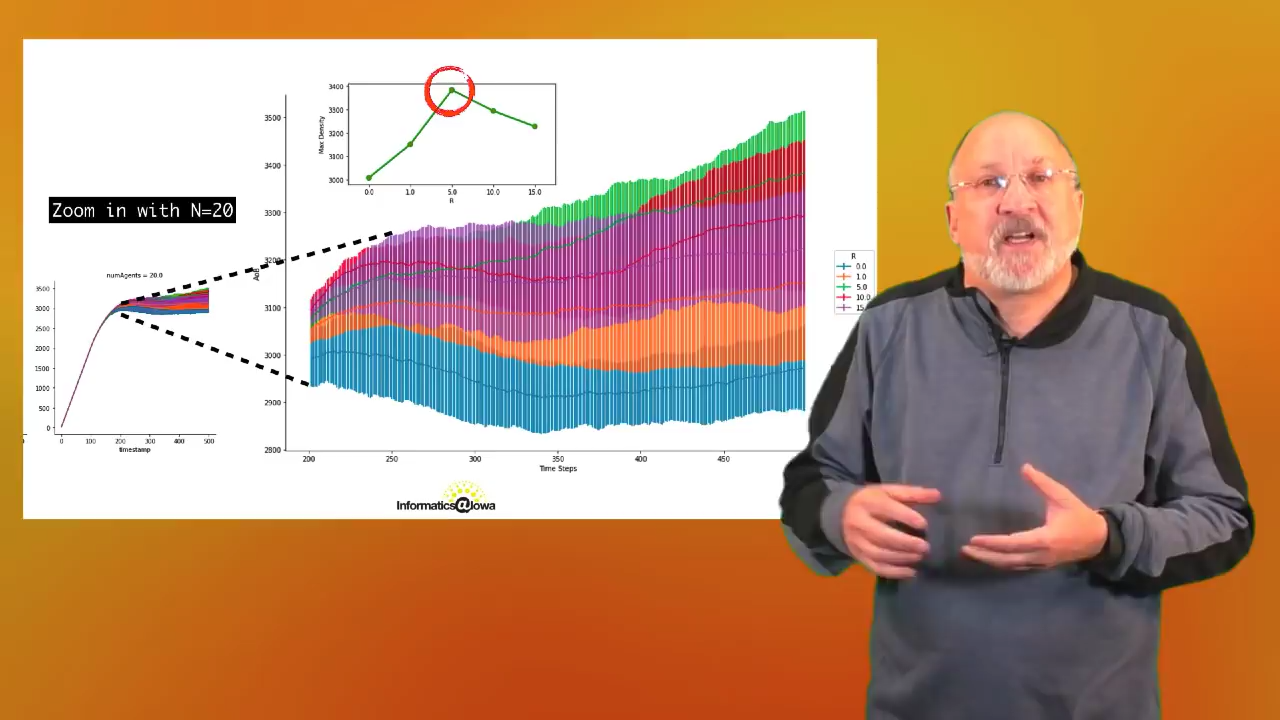 3400
3300
3200
3100
3000
Max Density
0.0 1.0 5.0 10.0 15.0
R
Zoom in with N=20
numAgents = 20.0
3500
3000
2500
2000
1500
1000
500
0
0 100 200 300 400 500
timestamp
3500
3400
3300
3200
3100
3000
2900
2800
200 250 300 350 400 450
Time Steps
R
0.0
1.0
5.0
10.0
15
Informatics@Iowa